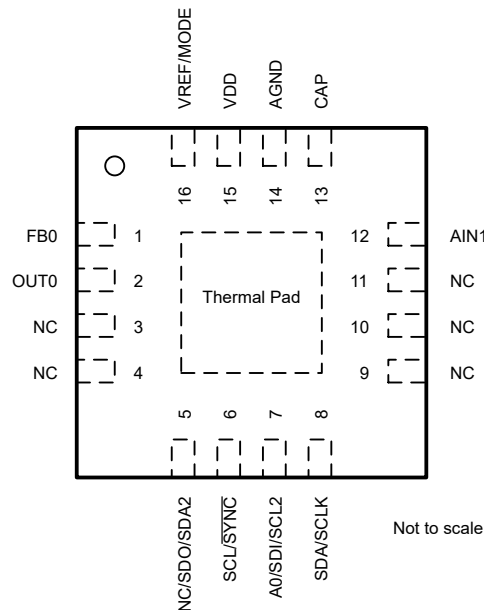 VREF/MODE
VDD
AGND
CAP
16
15
14
13
FB0
1
12
AIN1
OUT0
2
11
NC
NC
3
Thermal Pad
10
NC
NC
4
9
NC
5
6
7
8
NC/SDO/SDA2
SCL/SYNC
A0/SDI/SCL2
SDA/SCLK
Not to scale